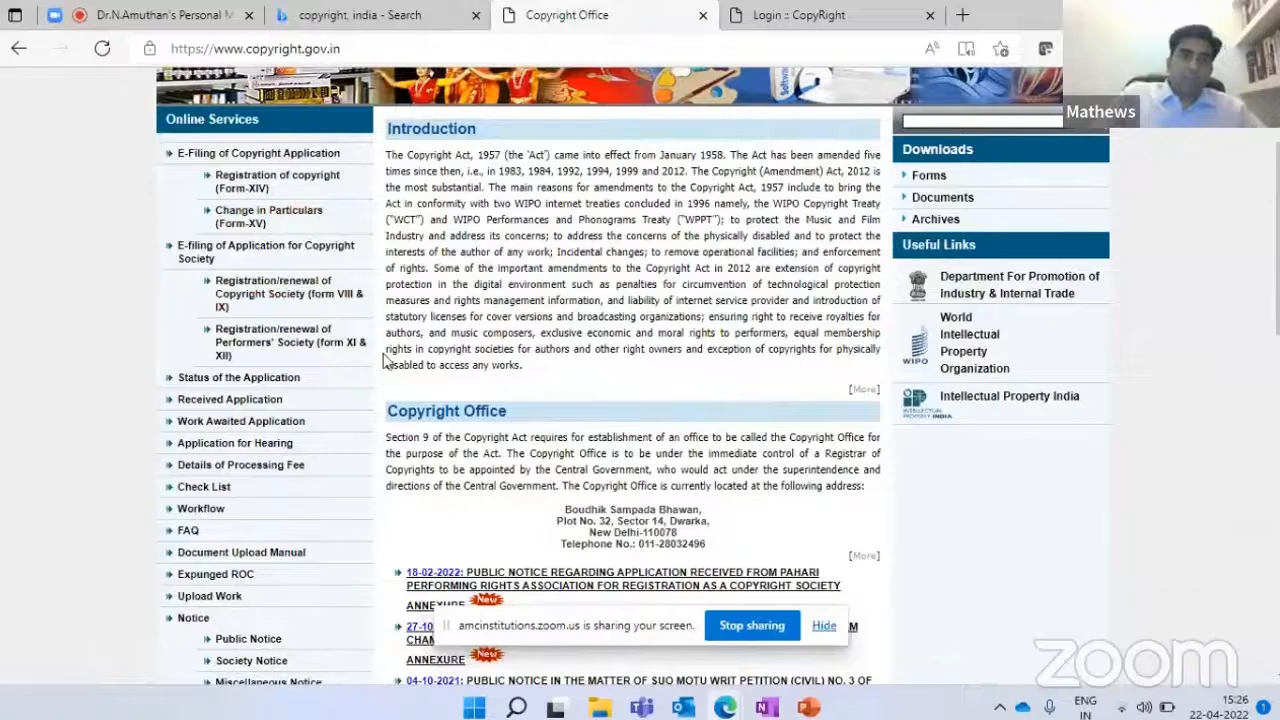 Dr.N.Amuthan's Personal M
copyright, india - Search
Copyright Office
Login :: CopyRight
https://www.copyright.gov.in
Mathews
Online Services
E-Filing of Copyright Application
Registration of copyright
(Form-XIV)
Change in Particulars
(Form-XV)
E-filing of Application for Copyright
Society
Registration/renewal of
Copyright Society (form VIII &
IX)
Registration/renewal of
Performers' Society (form XI &
XII)
Status of the Application
Received Application
Work Awaited Application
Application for Hearing
Details of Processing Fee
Check List
Workflow
FAQ
Document Upload Manual
Expunged ROC
Upload Work
Notice
Public Notice
Society Notice
Miscellaneous Notice
Introduction
The Copyright Act, 1957 (the 'Act') came into effect from January 1958. The Act has been amended five
times since then, i.e., in 1983, 1984, 1992, 1994, 1999 and 2012. The Copyright (Amendment) Act, 2012 is
the most substantial. The main reasons for amendments to the Copyright Act, 1957 include to bring the
Act in conformity with two WIPO internet treaties concluded in 1996 namely, the WIPO Copyright Treaty
("WCT") and WIPO Performances and Phonograms Treaty ("WPPT"); to protect the Music and Film
Industry and address its concerns; to address the concerns of the physically disabled and to protect the
interests of the author of any work; Incidental changes; to remove operational facilities; and enforcement
of rights. Some of the important amendments to the Copyright Act in 2012 are extension of copyright
protection in the digital environment such as penalties for circumvention of technological protection
measures and rights management information, and liability of internet service provider and introduction of
statutory licenses for cover versions and broadcasting organizations; ensuring right to receive royalties for
authors, and music composers, exclusive economic and moral rights to performers, equal membership
rights in copyright societies for authors and other right owners and exception of copyrights for physically
disabled to access any works.
[More]
Copyright Office
Section 9 of the Copyright Act requires for establishment of an office to be called the Copyright Office for
the purpose of the Act. The Copyright Office is to be under the immediate control of a Registrar of
Copyrights to be appointed by the Central Government, who would act under the superintendence and
directions of the Central Government. The Copyright Office is currently located at the following address:
Boudhik Sampada Bhawan,
Plot No. 32, Sector 14, Dwarka,
New Delhi-110078
Telephone No.: 011-28032496
[More]
18-02-2022: PUBLIC NOTICE REGARDING APPLICATION RECEIVED FROM PAHARI
PERFORMING RIGHTS ASSOCIATION FOR REGISTRATION AS A COPYRIGHT SOCIETY
ANNEXURE New
27-10
CHAM
ANNEXURE New
04-10-2021: PUBLIC NOTICE IN THE MATTER OF SUO MOTU WRIT PETITION (CIVIL) NO. 3 OF
amcinstitutions.zoom.us is sharing your screen.
Stop sharing
Hide
Downloads
Forms
Documents
Archives
Useful Links
Department For Promotion of
Industry & Internal Trade
World
Intellectual
Property
Organization
WIPO
Intellectual Property India
INTELLECTUAL
PROPERTY INDIA
zoom
ENG
IN
15:26
22-04-2022